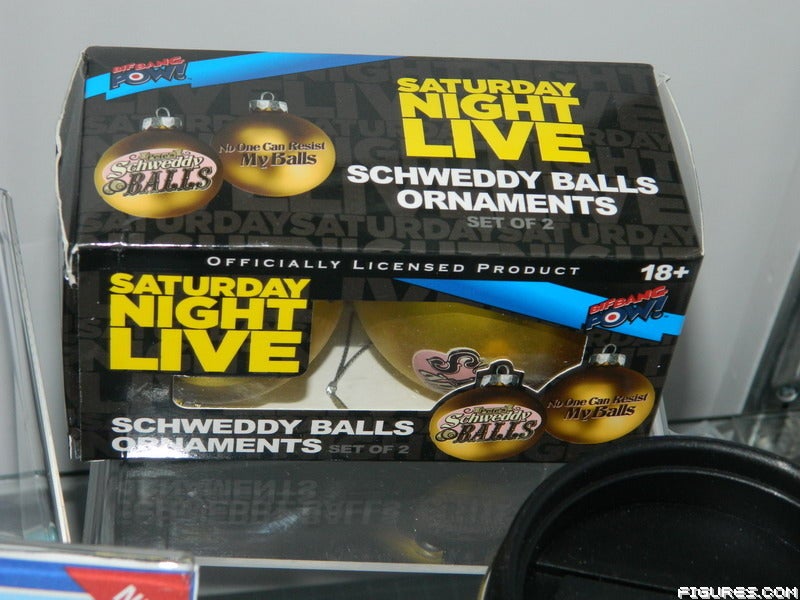 BIF BANG
POW!
SATURDAY
NIGHT
LIVE
SCHWEDDY BALLS
ORNAMENTS
SET OF 2
Pete's
Schweddy
BALLS
No One Can Resist
My Balls
OFFICIALLY LICENSED PRODUCT
18+
SATURDAY
NIGHT
LIVE
BIF BANG
POW!
SCHWEDDY BALLS
ORNAMENTS SET OF 2
Pete's
Schweddy
BALLS
No One Can Resist
My Balls
FIGURES.COM